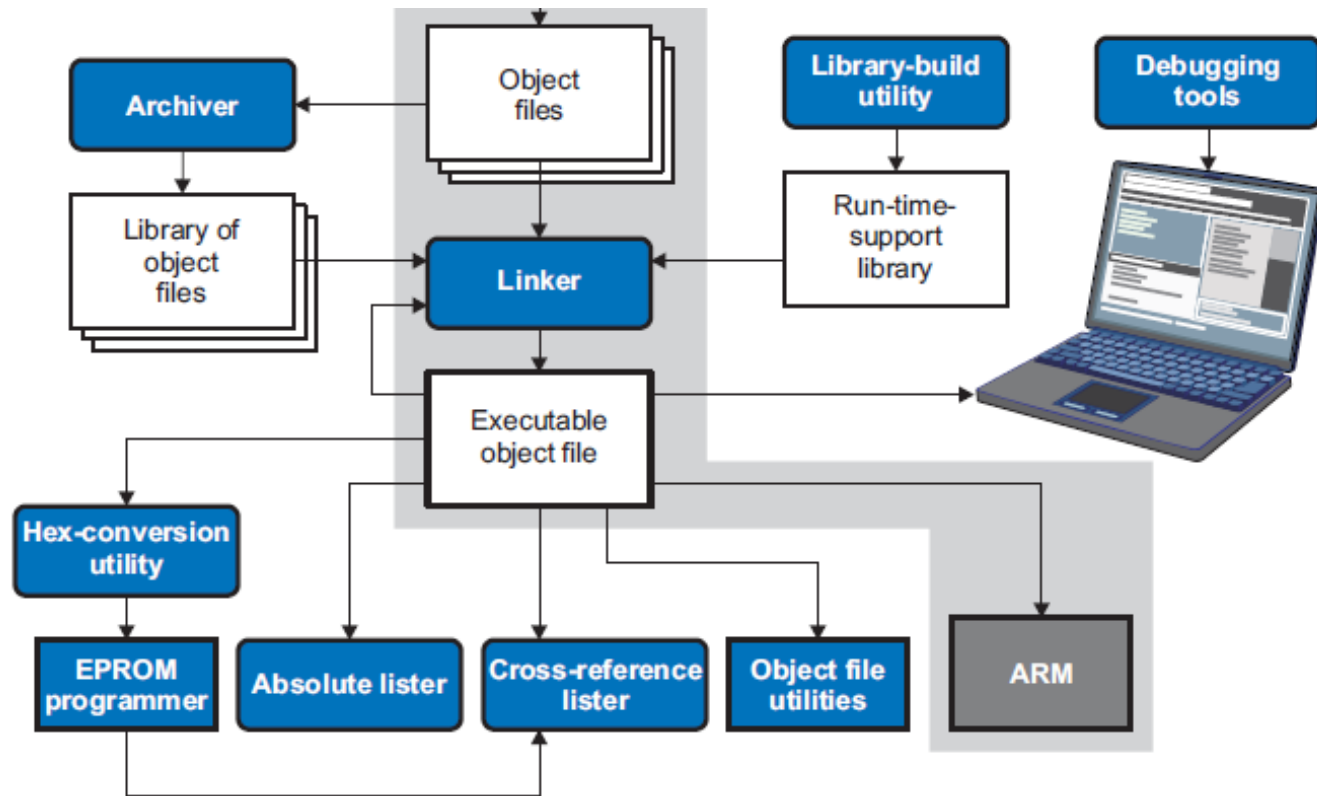 Object
files
Archiver
Library-build
utility
Debugging
tools
Library of
object
files
Linker
Run-time-
support
library
Executable
object file
Hex-conversion
utility
EPROM
programmer
Absolute lister
Cross-reference
lister
Object file
utilities
ARM